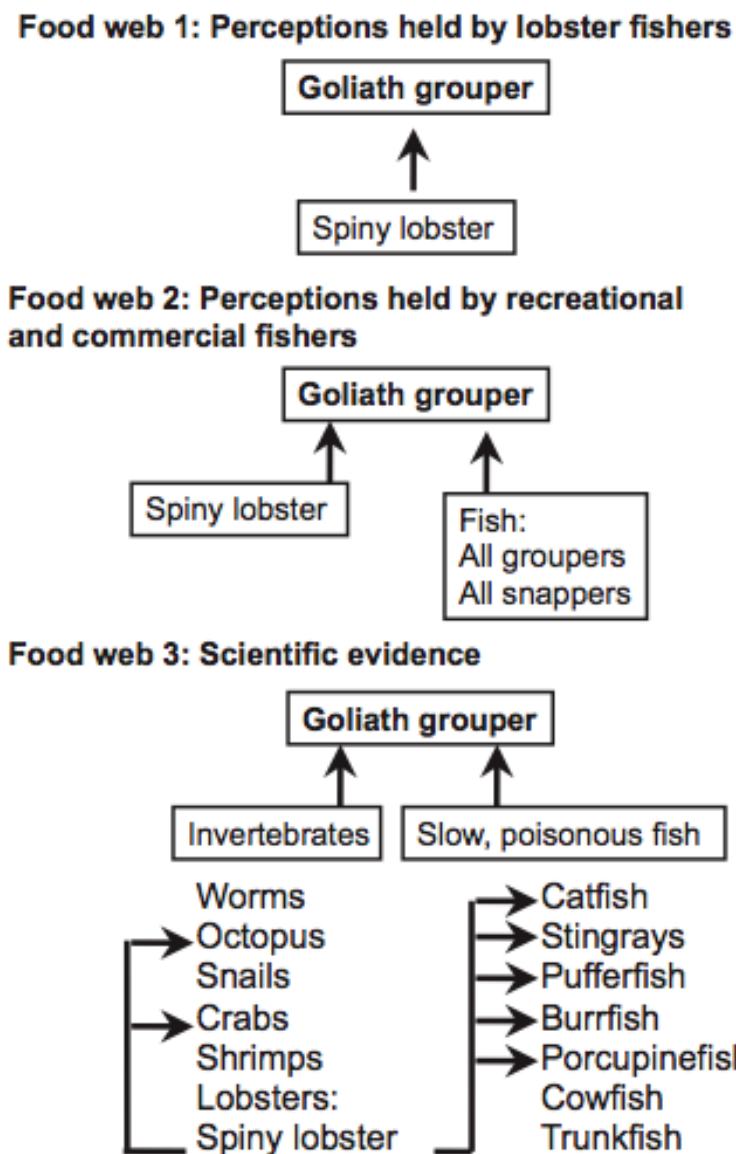 Food web 1: Perceptions held by lobster fishers
Goliath grouper
Spiny lobster
Food web 2: Perceptions held by recreational
and commercial fishers
Goliath grouper
Spiny lobster
Fish:
All groupers
All snappers
Food web 3: Scientific evidence
Goliath grouper
Invertebrates
Slow, poisonous fish
Worms
Octopus
Snails
Crabs
Shrimps
Lobsters:
Spiny lobster
Catfish
Stingrays
Pufferfish
Burrfish
Porcupinefish
Cowfish
Trunkfish